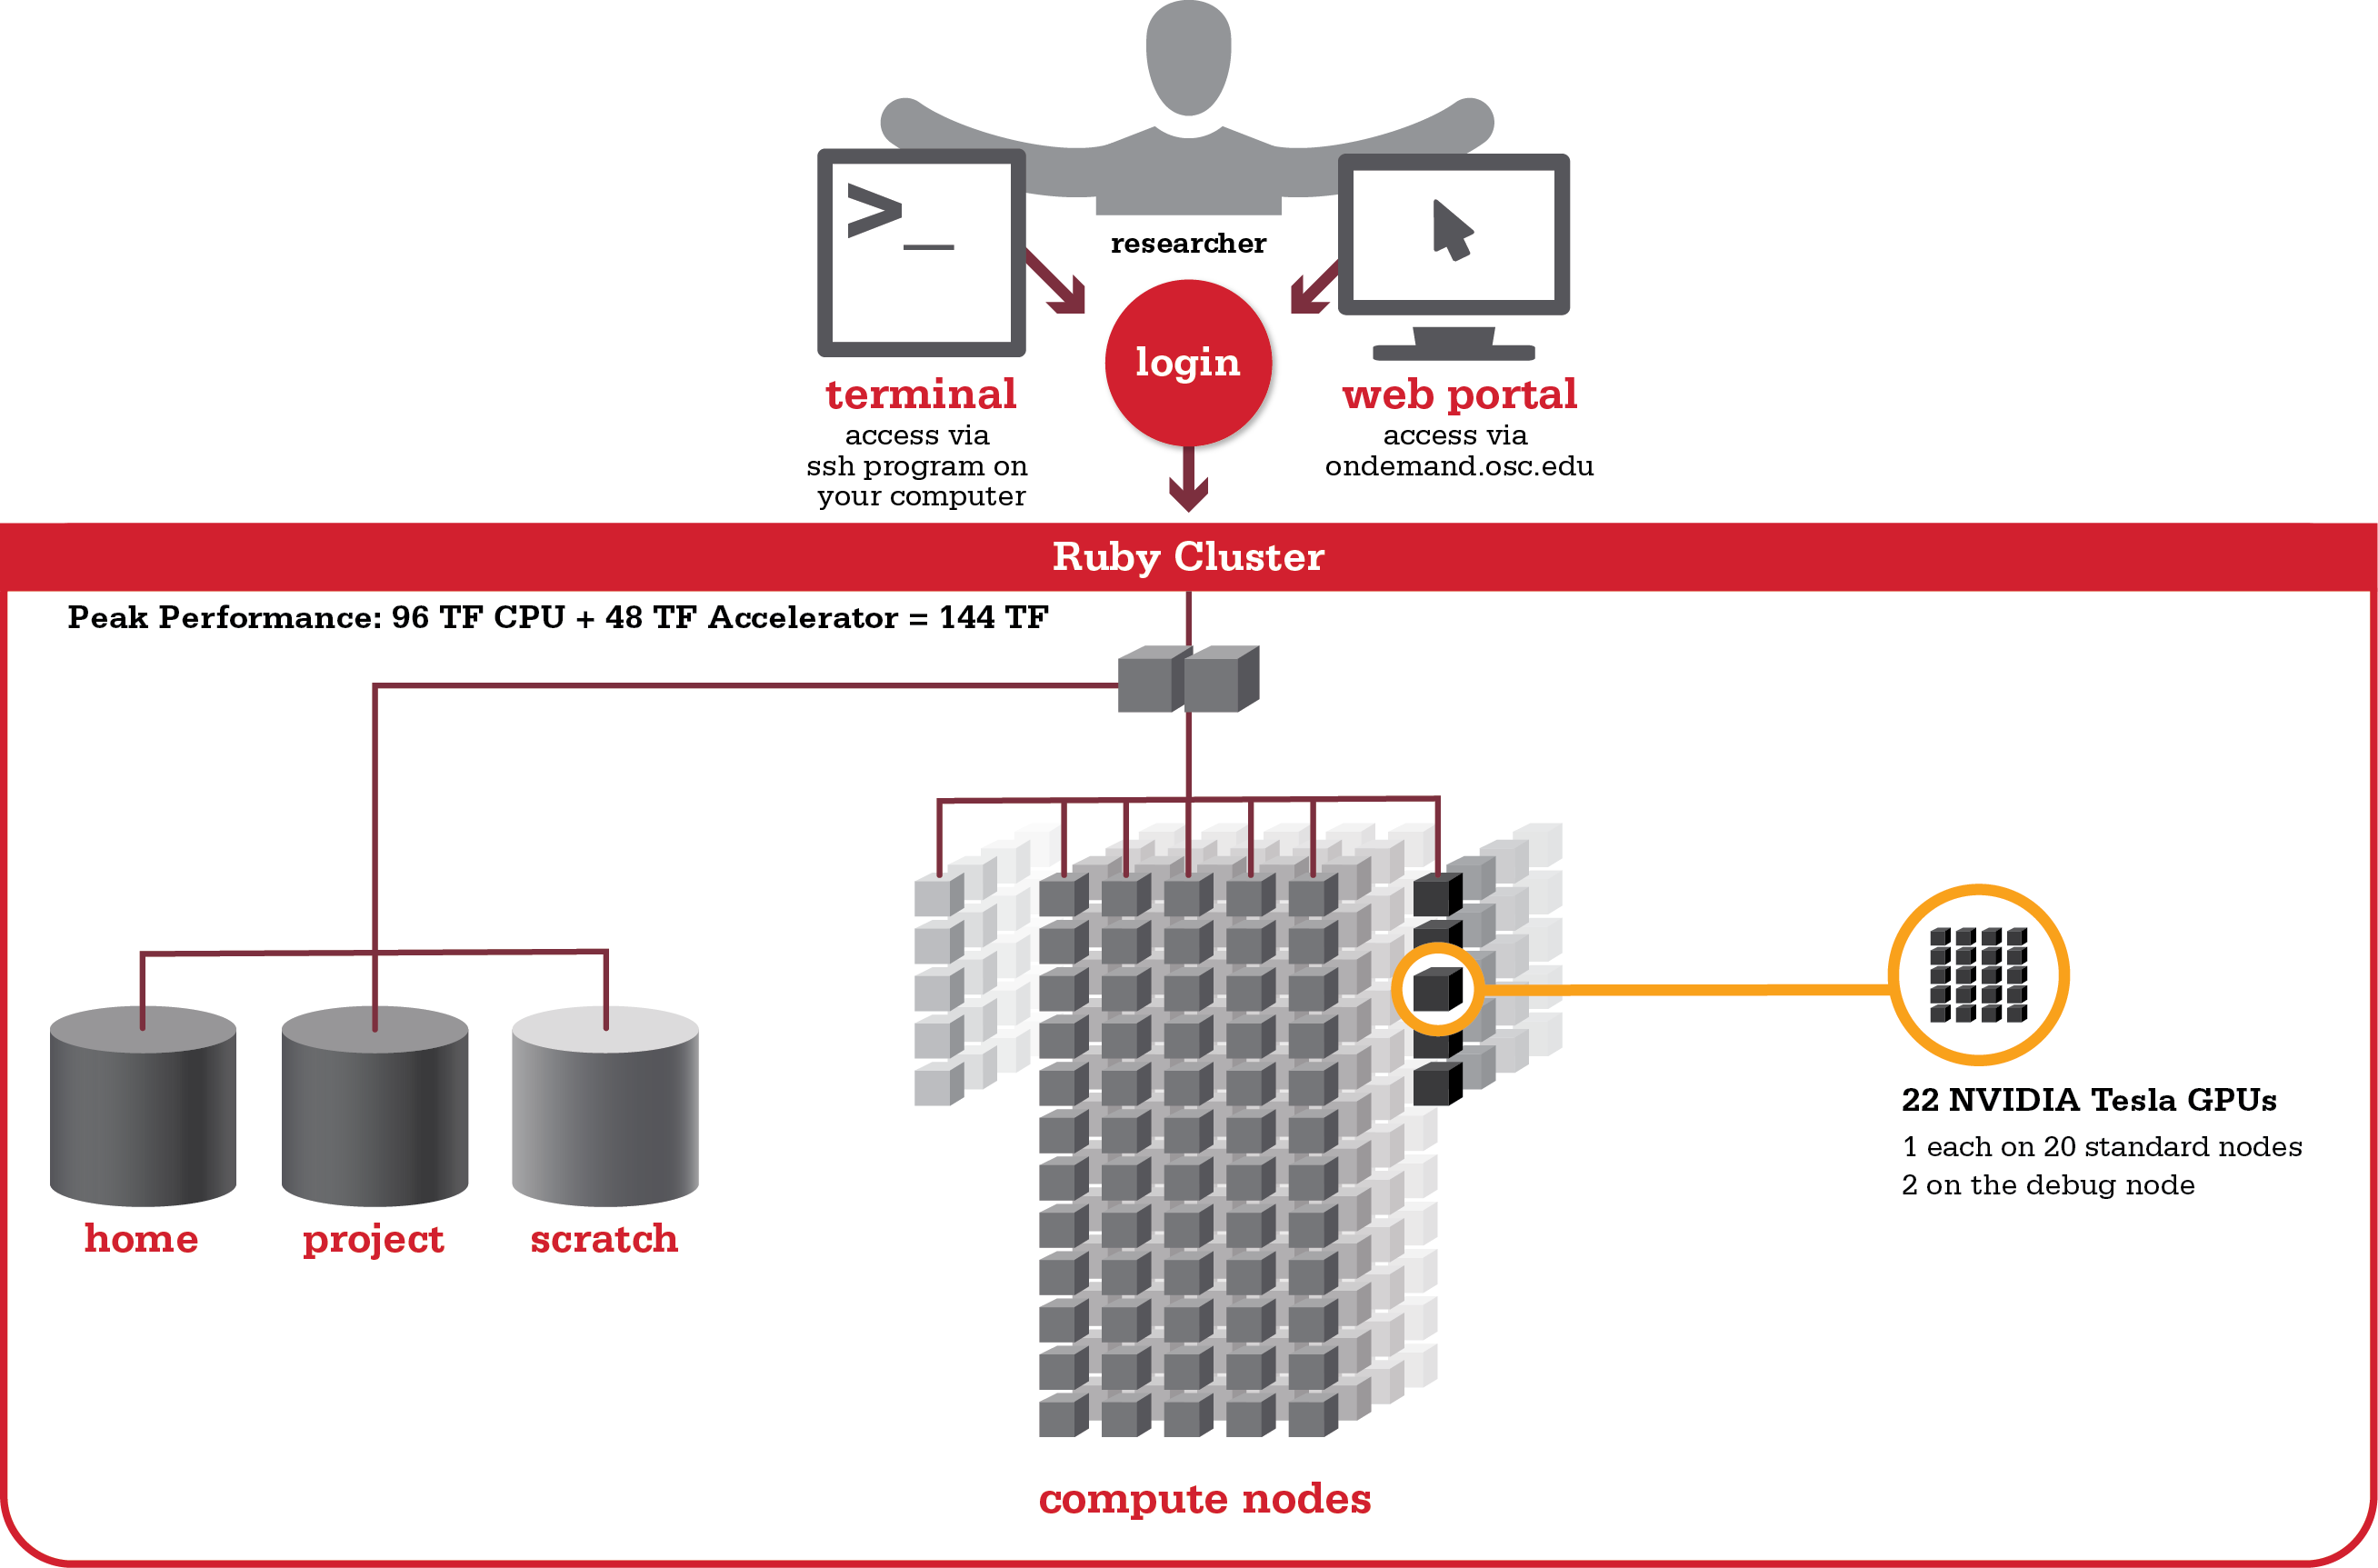 >_
researcher
login
terminal
access via
ssh program on
your computer
web portal
access via
ondemand.osc.edu
Ruby Cluster
Peak Performance: 96 TF CPU + 48 TF Accelerator = 144 TF
home
project
scratch
22 NVIDIA Tesla GPUs
1 each on 20 standard nodes
2 on the debug node
compute nodes